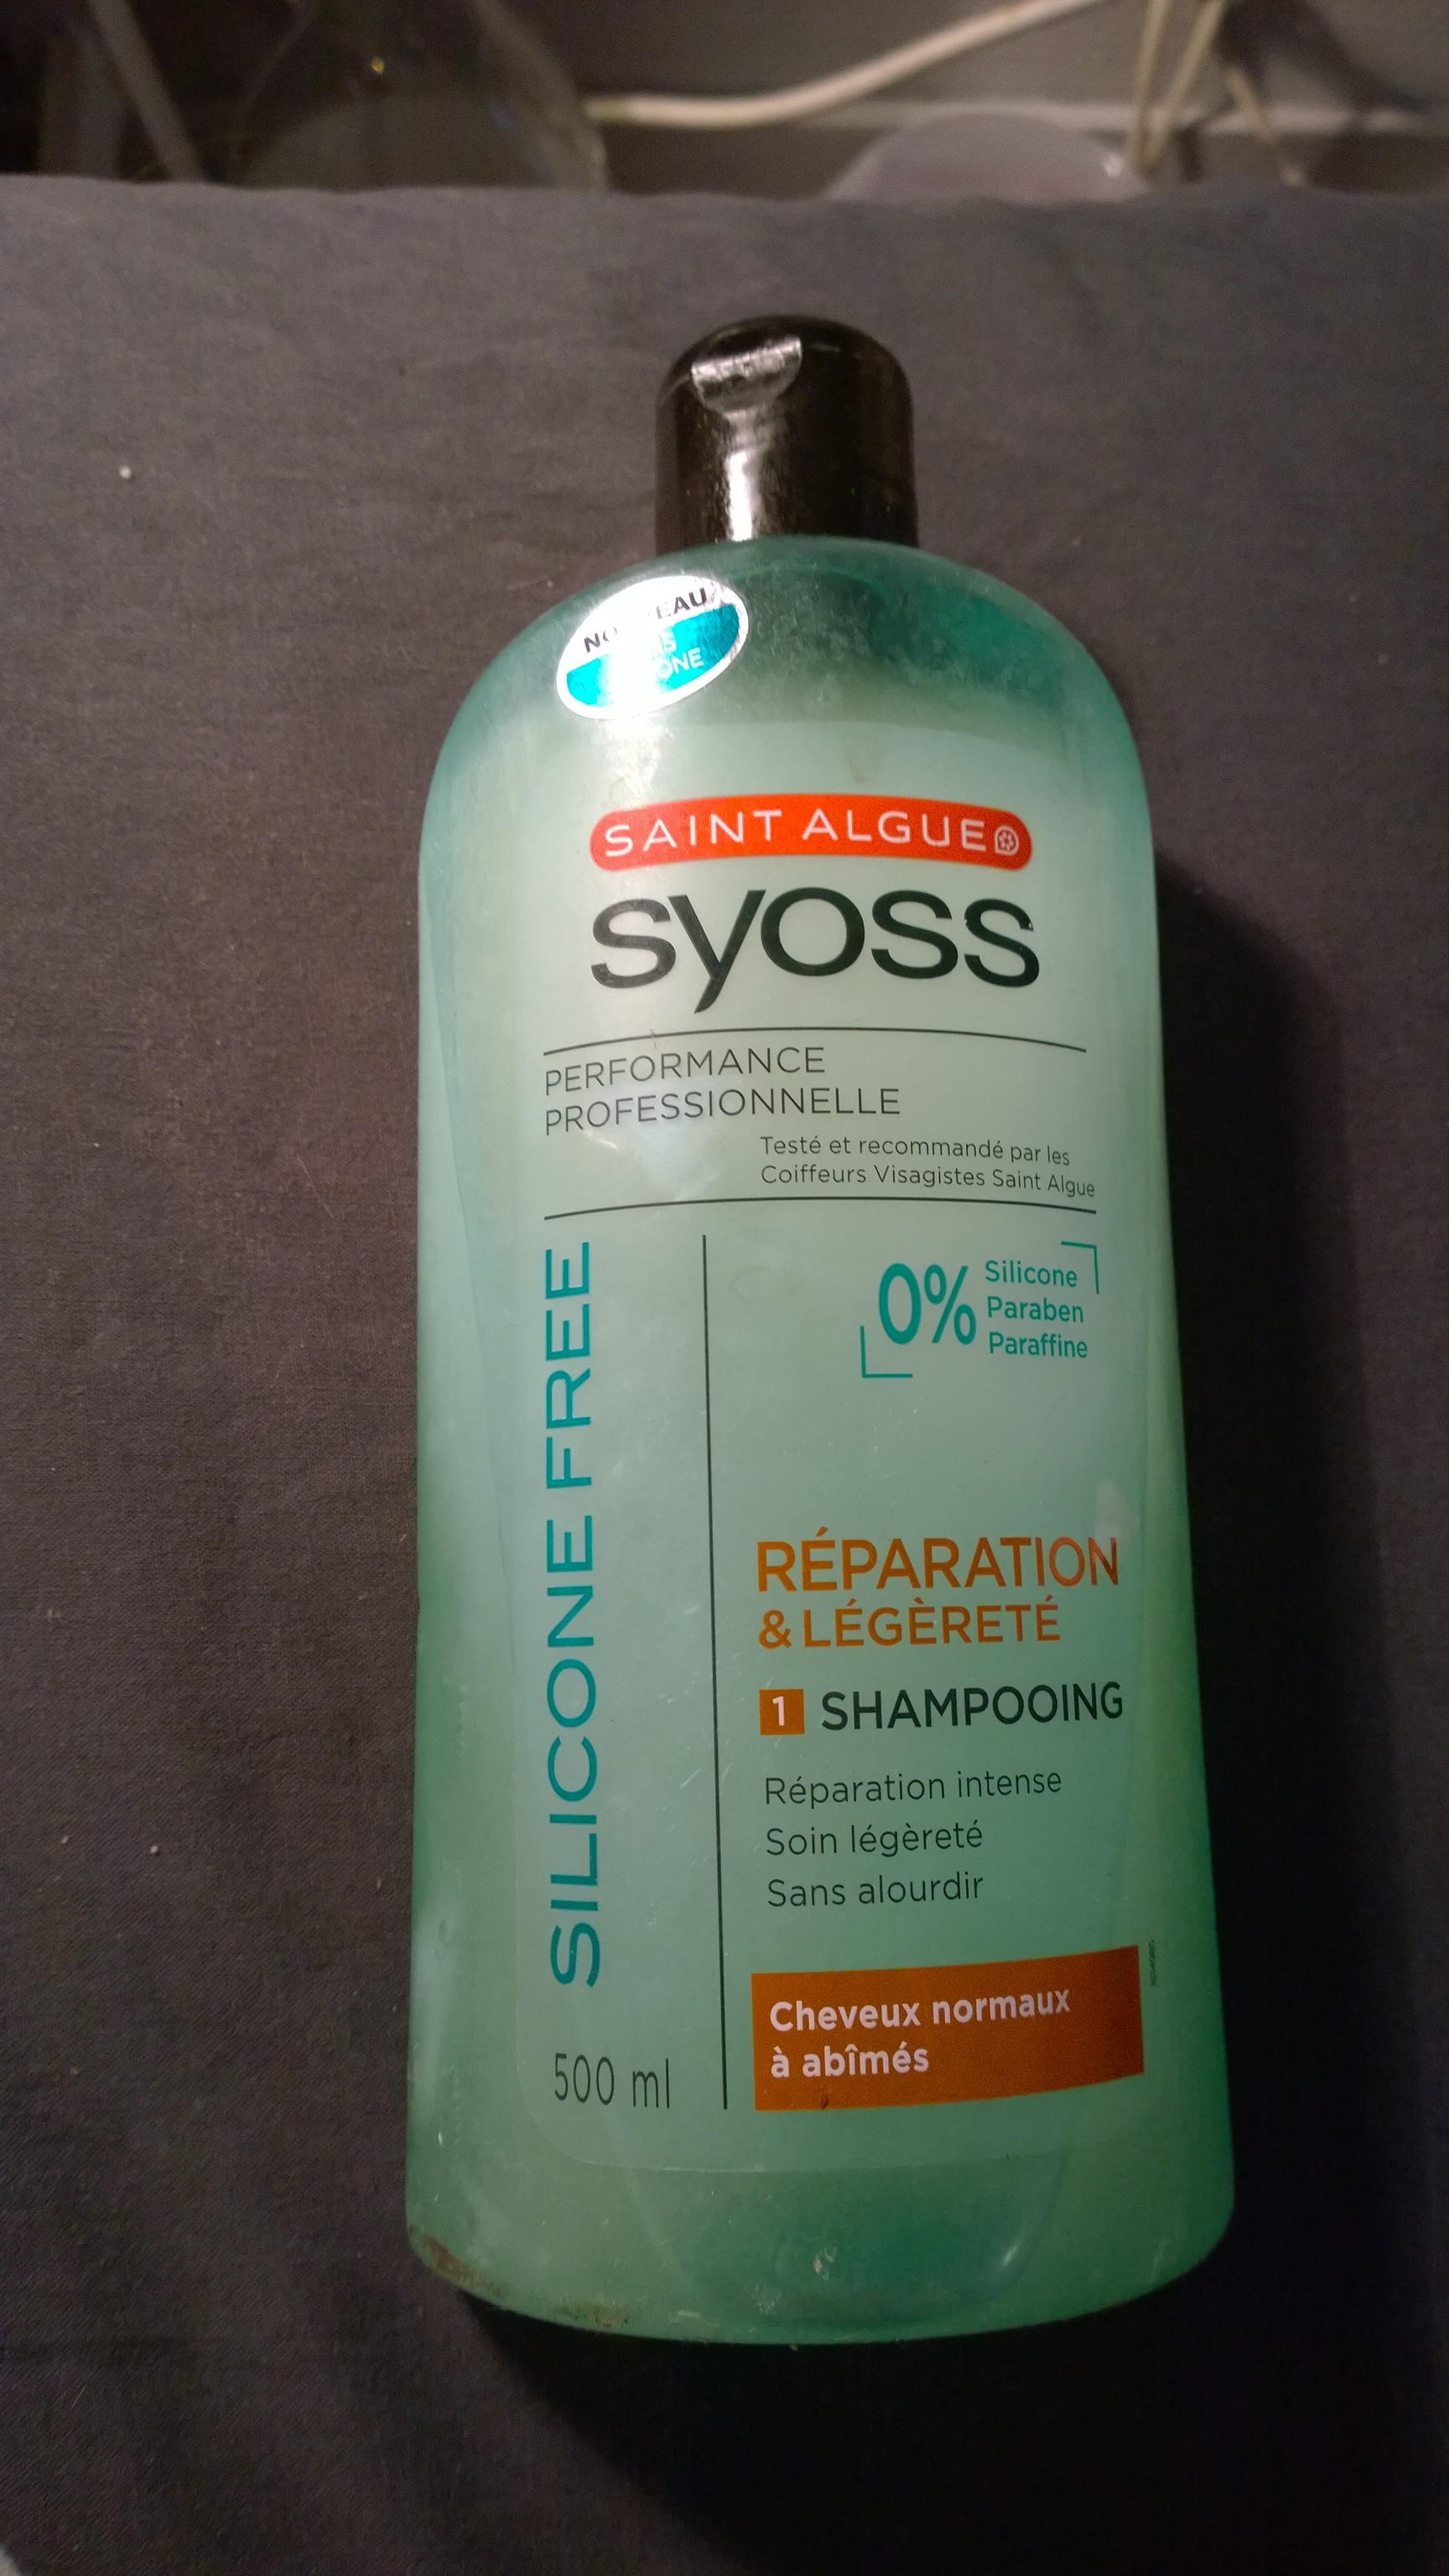 SAINT ALGUE
syoss
PERFORMANCE
PROFESSIONNELLE
Testé et recommandé par les
Coiffeurs Visagistes Saint Algue
SILICONE FREE
0%
Silicone
Paraben
Paraffine
RÉPARATION
& LÉGÈRETÉ
1 SHAMPOOING
Réparation intense
Soin légèreté
Sans alourdir
Cheveux normaux
à abîmés
500 ml